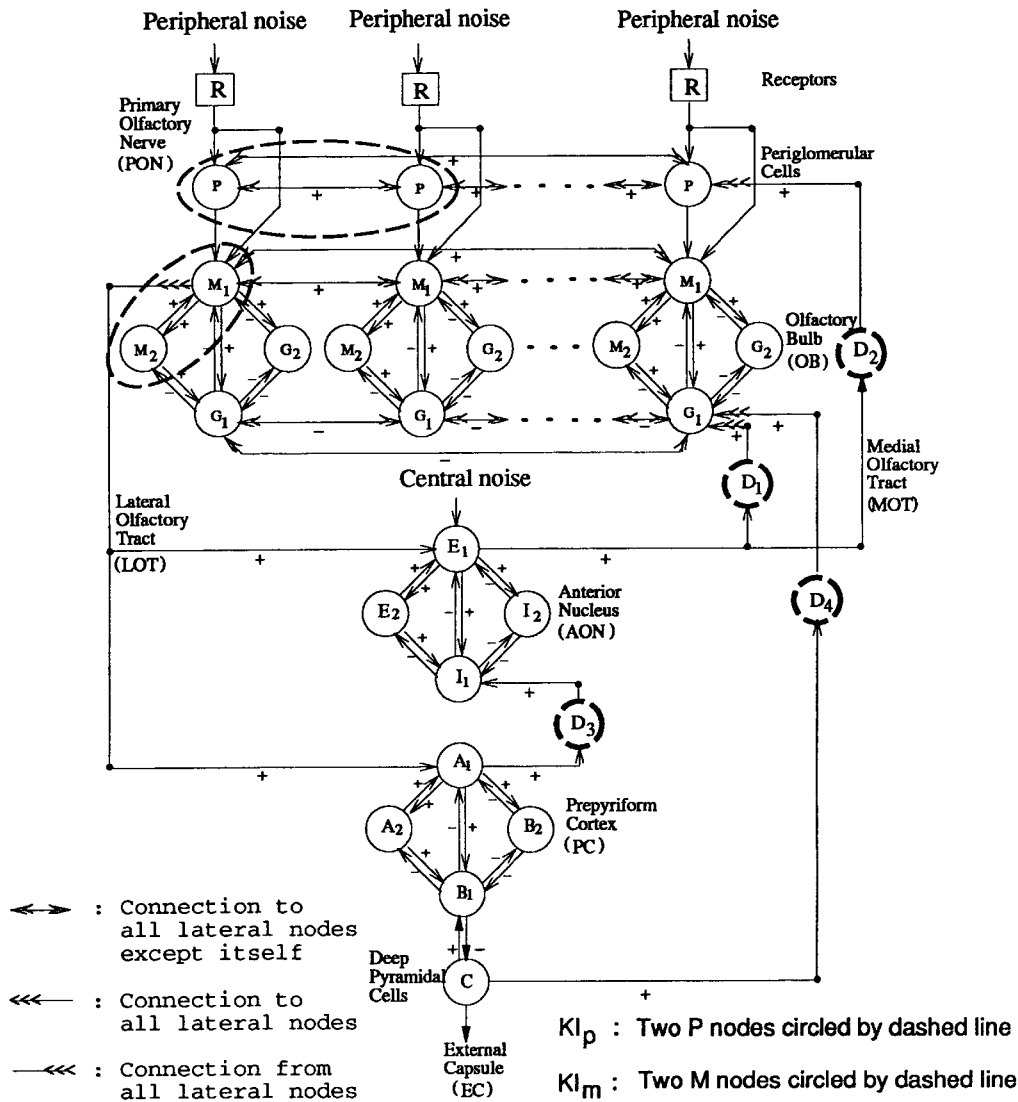 Peripheral noise Peripheral noise Peripheral noise
R R R
Receptors
Primary
Olfactory
Nerve
(PON)
Periglomerular
Cells
P P P
+ + + + + +
M1 M1 M1
+ + +
M2 G2 M2 G2 M2 G2
Olfactory
Bulb
(OB)
D2
G1 G1 G1
- - - -
+ +
D1
Medial
Olfactory
Tract
(MOT)
Central noise
Lateral
Olfactory
Tract
(LOT)
+ E1 +
E2 I2
Anterior
Nucleus
(AON)
D4
I1 +
D3
+ A1 +
A2 B2
Prepyriform
Cortex
(PC)
B1
+ -
Deep
Pyramidal
Cells
C +
External
Capsule
(EC)
: Connection to
all lateral nodes
except itself
: Connection to
all lateral nodes
: Connection from
all lateral nodes
KIp : Two P nodes circled by dashed line
KIm : Two M nodes circled by dashed line